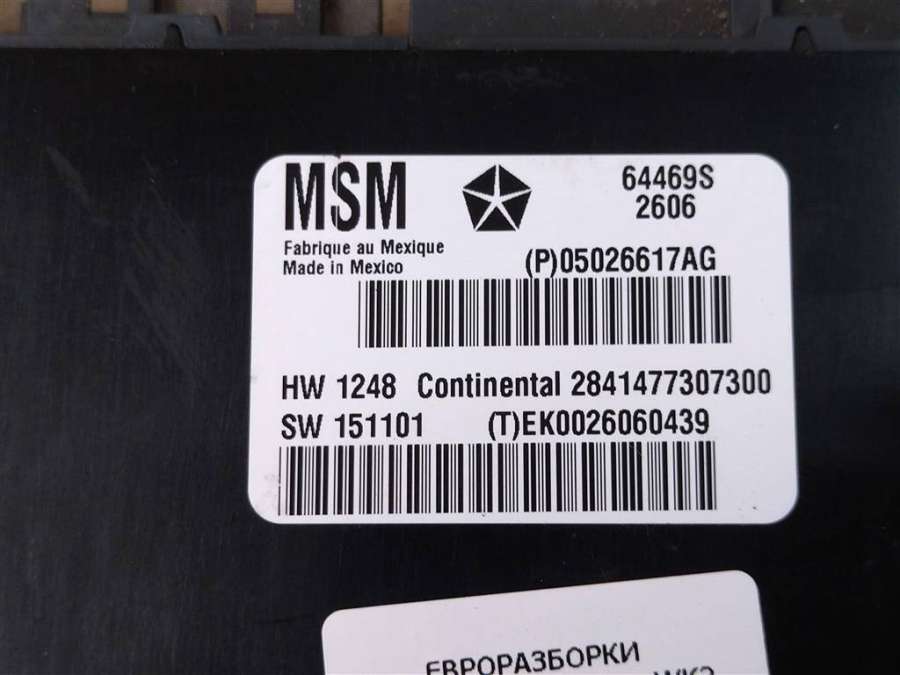 MSM
64469S
2606
Fabrique au Mexique
Made in Mexico
(P)05026617AG
HW 1248 Continental 2841477307300
SW 151101 (T)EK0026060439
ЕВРОРАЗБОРКИ